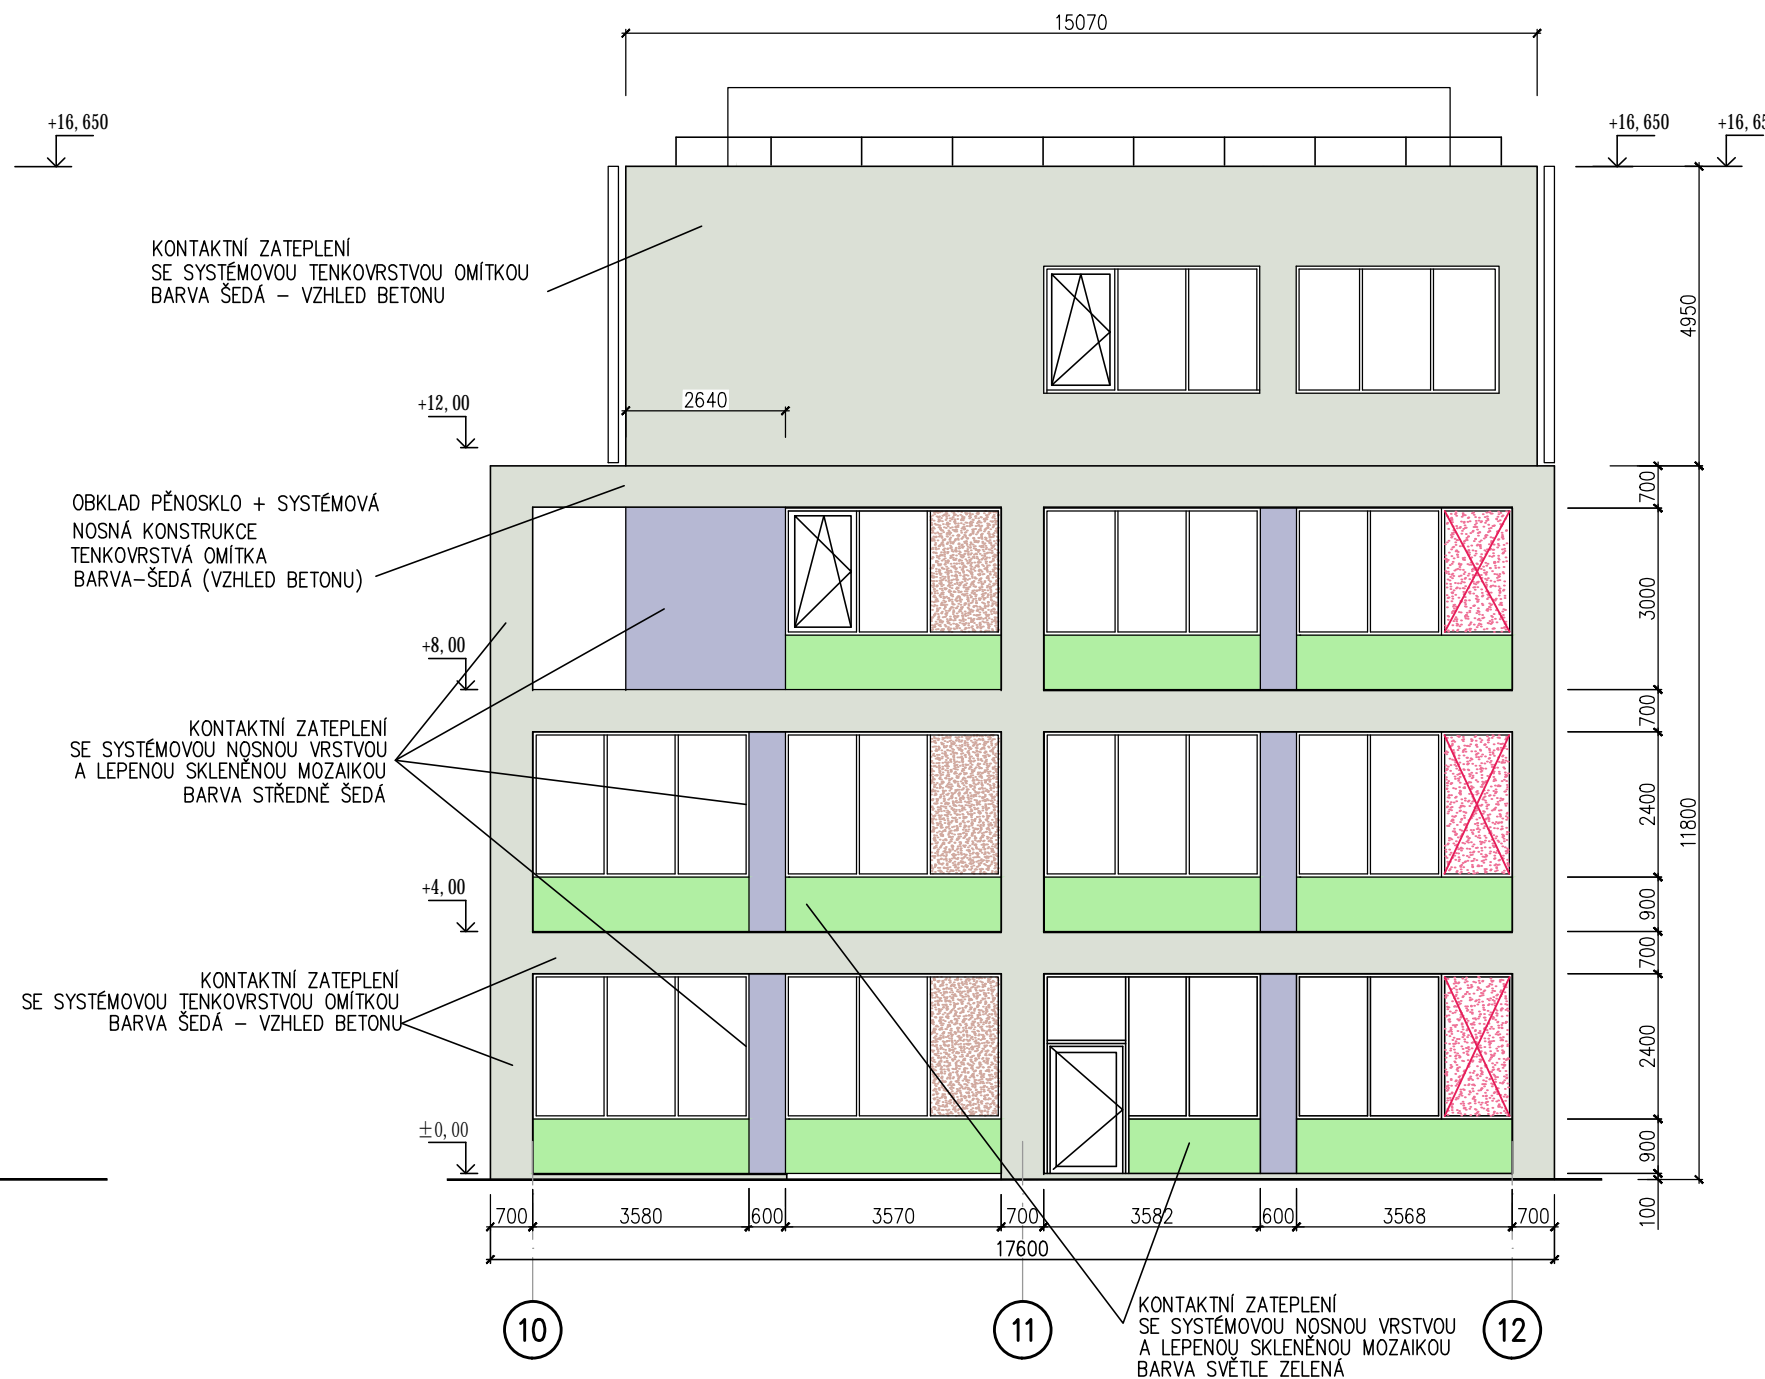 15070
+16,650
+16,650
+16,65
KONTAKTNÍ ZATEPLENÍ
SE SYSTÉMOVOU TENKOVRSTVOU OMÍTKOU
BARVA ŠEDÁ – VZHLED BETONU
4950
2640
+12,00
OBKLAD PĚNOSKLO + SYSTÉMOVÁ
NOSNÁ KONSTRUKCE
TENKOVRSTVÁ OMÍTKA
BARVA–ŠEDÁ (VZHLED BETONU)
700
3000
+8,00
700
KONTAKTNÍ ZATEPLENÍ
SE SYSTÉMOVOU NOSNOU VRSTVOU
A LEPENOU SKLENĚNOU MOZAIKOU
BARVA STŘEDNĚ ŠEDÁ
2400
11800
+4,00
900
700
KONTAKTNÍ ZATEPLENÍ
SE SYSTÉMOVOU TENKOVRSTVOU OMÍTKOU
BARVA ŠEDÁ – VZHLED BETONU
2400
±0,00
900
100
700 3580 600 3570 700 3582 600 3568 700
17600
10 11 12
KONTAKTNÍ ZATEPLENÍ
SE SYSTÉMOVOU NOSNOU VRSTVOU
A LEPENOU SKLENĚNOU MOZAIKOU
BARVA SVĚTLE ZELENÁ